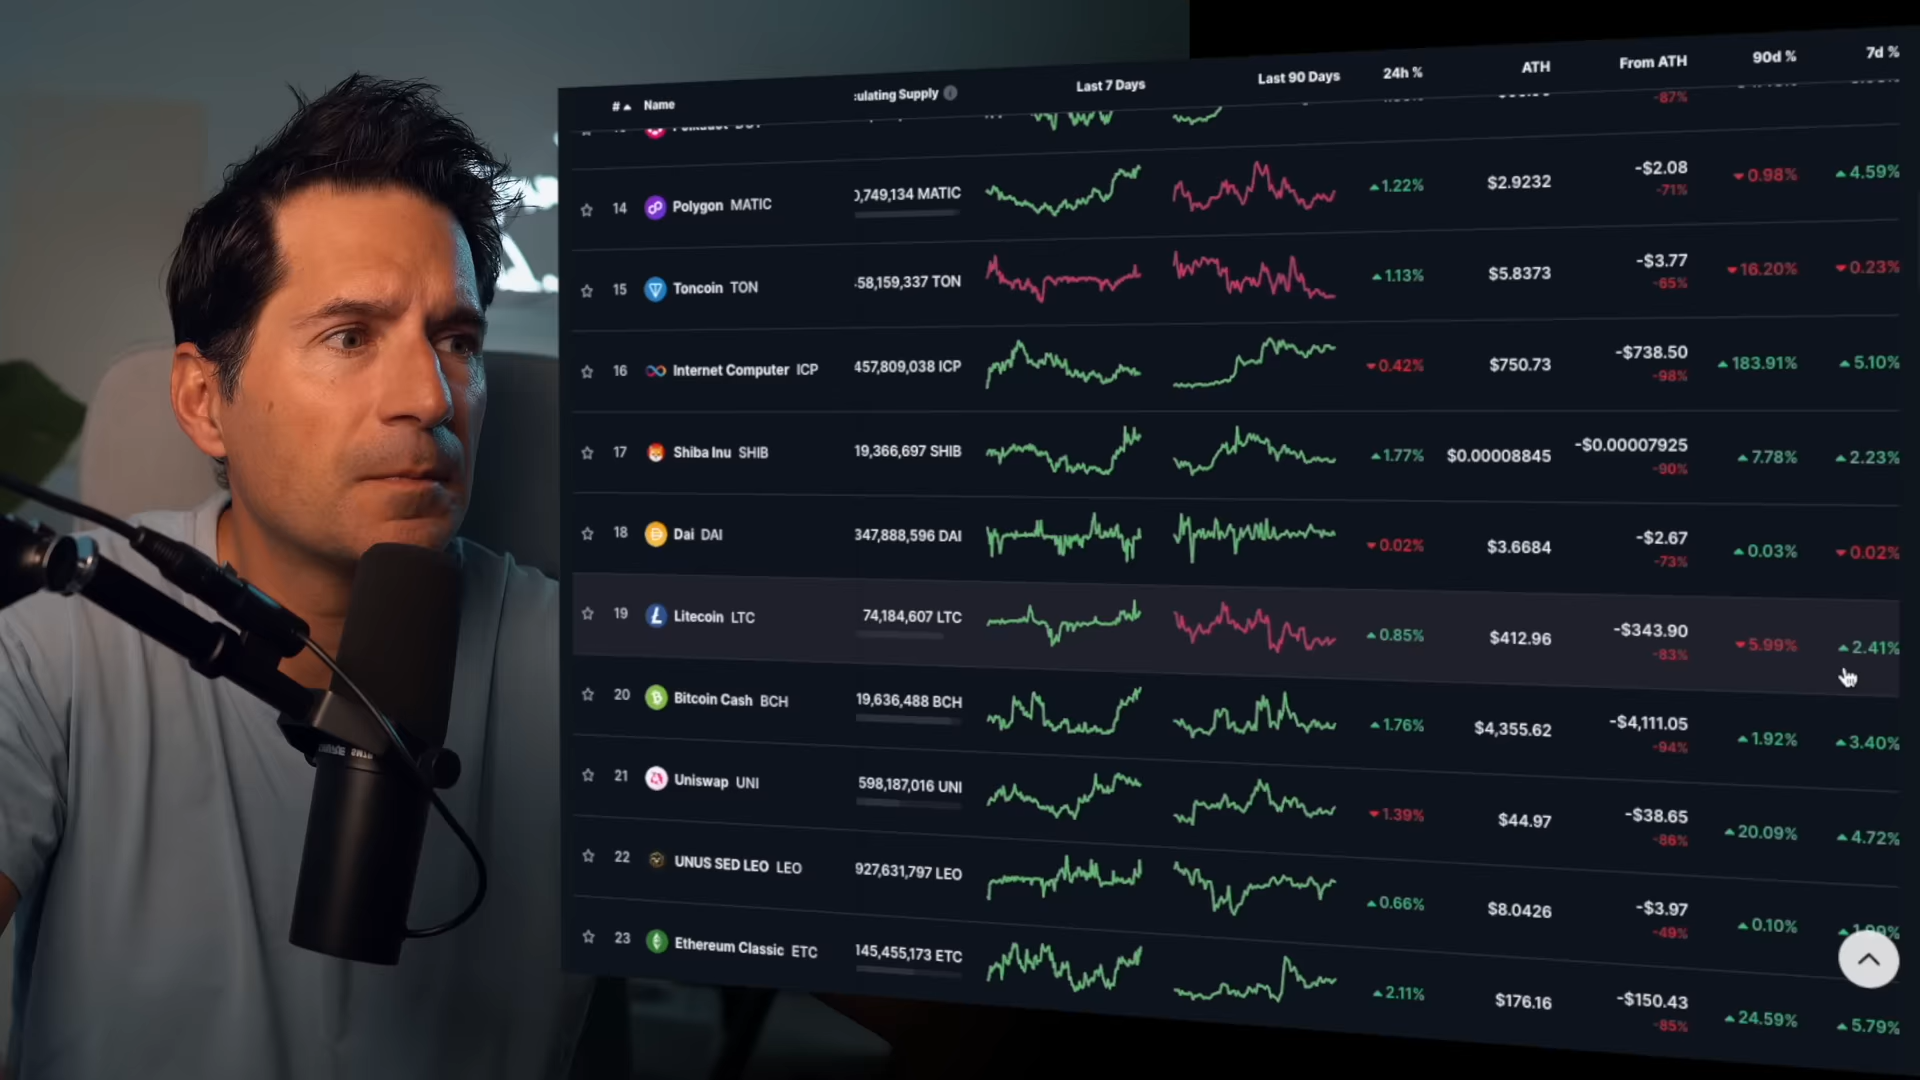 # Name ulating Supply Last 7 Days Last 90 Days 24h % ATH From ATH 90d % 7d %
-87%
14 Polygon MATIC 0,749,134 MATIC 1.22% $2.9232 -$2.08 -71% 0.98% 4.59%
15 Toncoin TON 58,159,337 TON 1.13% $5.8373 -$3.77 -65% 16.20% 0.23%
16 Internet Computer ICP 457,809,038 ICP 0.42% $750.73 -$738.50 -98% 183.91% 5.10%
17 Shiba Inu SHIB 19,366,697 SHIB 1.77% $0.00008845 -$0.00007925 -90% 7.78% 2.23%
18 Dai DAI 347,888,596 DAI 0.02% $3.6684 -$2.67 -73% 0.03% 0.02%
19 Litecoin LTC 74,184,607 LTC 0.85% $412.96 -$343.90 -83% 5.99% 2.41%
20 Bitcoin Cash BCH 19,636,488 BCH 1.76% $4,355.62 -$4,111.05 -94% 1.92% 3.40%
21 Uniswap UNI 598,187,016 UNI 1.39% $44.97 -$38.65 -86% 20.09% 4.72%
22 UNUS SED LEO LEO 927,631,797 LEO 0.66% $8.0426 -$3.97 -49% 0.10%
23 Ethereum Classic ETC 145,455,173 ETC 2.11% $176.16 -$150.43 -85% 24.59% 5.79%